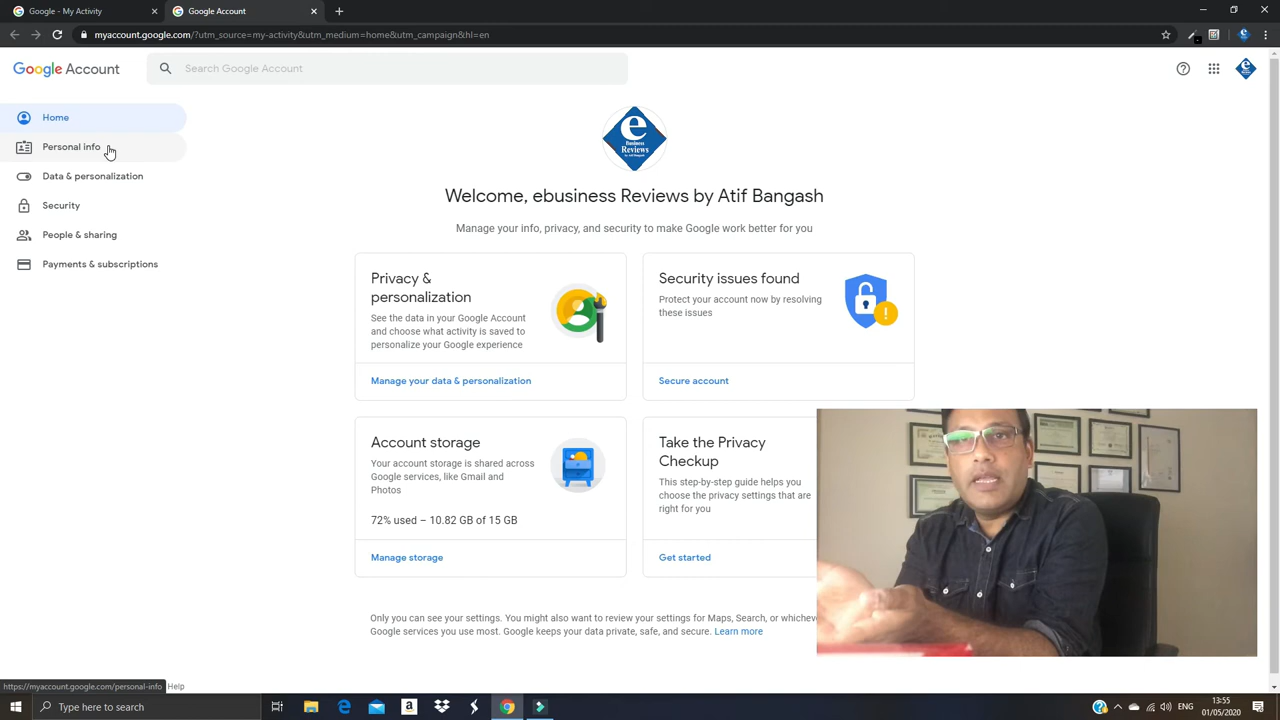 Google - My Activity
Google Account
myaccount.google.com/?utm_source=my-activity&utm_medium=home&utm_campaign&hl=en
Google Account
Search Google Account
Home
Personal info
Data & personalization
Security
People & sharing
Payments & subscriptions
e
Business
Reviews
by Atif Bangash
Welcome, ebusiness Reviews by Atif Bangash
Manage your info, privacy, and security to make Google work better for you
Privacy &
personalization
See the data in your Google Account
and choose what activity is saved to
personalize your Google experience
Manage your data & personalization
Security issues found
Protect your account now by resolving
these issues
Secure account
Account storage
Your account storage is shared across
Google services, like Gmail and
Photos
72% used – 10.82 GB of 15 GB
Manage storage
Take the Privacy
Checkup
This step-by-step guide helps you
choose the privacy settings that are
right for you
Get started
Only you can see your settings. You might also want to review your settings for Maps, Search, or whicheve
Google services you use most. Google keeps your data private, safe, and secure. Learn more
https://myaccount.google.com/personal-info
Help
Type here to search
ENG
13:55
01/05/2020